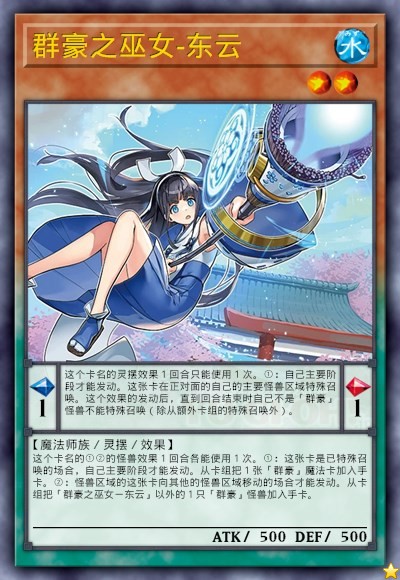 群豪之巫女-东云
水
这个卡名的灵摆效果1回合只能使用1次。①：自己主要阶
段才能发动。这张卡在正对面的自己的主要怪兽区域特殊召
唤。这个效果的发动后，直到回合结束时自己不是「群豪」
怪兽不能特殊召唤（除从额外卡组的特殊召唤外）。
1
1
【魔法师族／灵摆／效果】
这个卡名的①②的怪兽效果1回合各能使用1次。①：这张卡是已特殊召
唤的场合，自己主要阶段才能发动。从卡组把1张「群豪」魔法卡加入手
卡。②：怪兽区域的这张卡向其他的怪兽区域移动的场合才能发动。从卡
组把「群豪之巫女－东云」以外的1只「群豪」怪兽加入手卡。
ATK/ 500 DEF/ 500